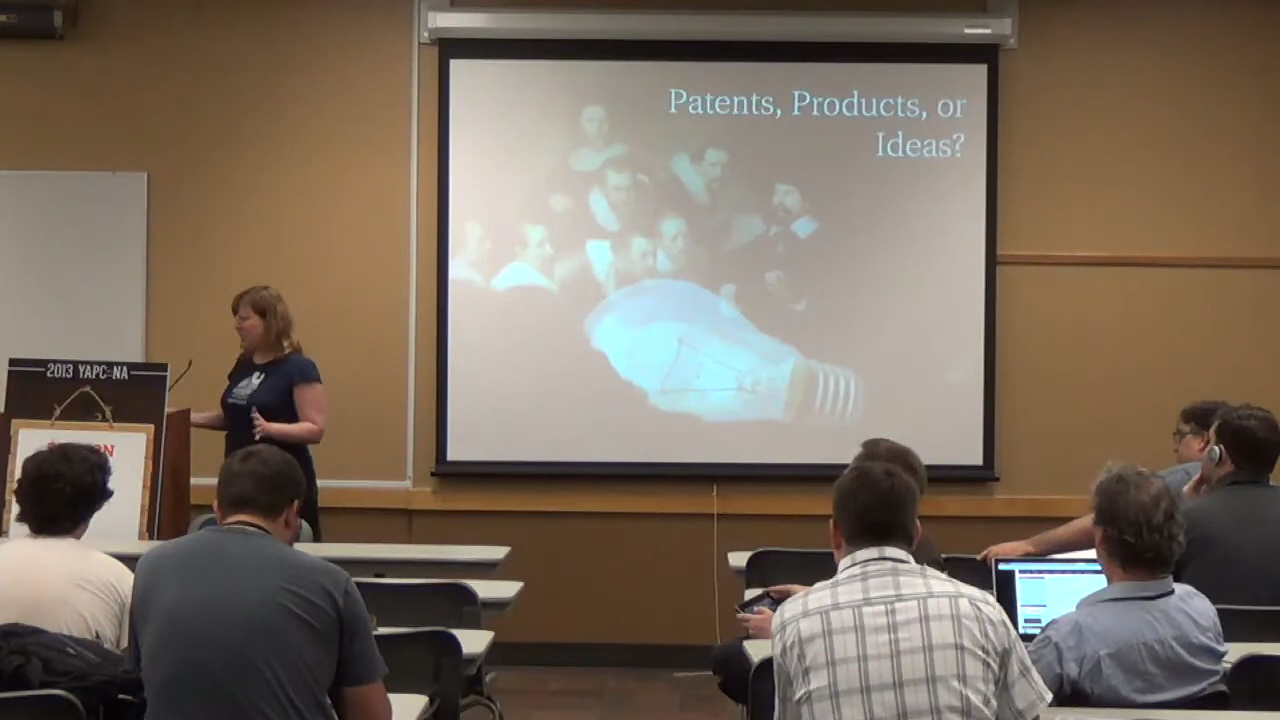 Patents, Products, or
Ideas?
2013 YAPC::NA